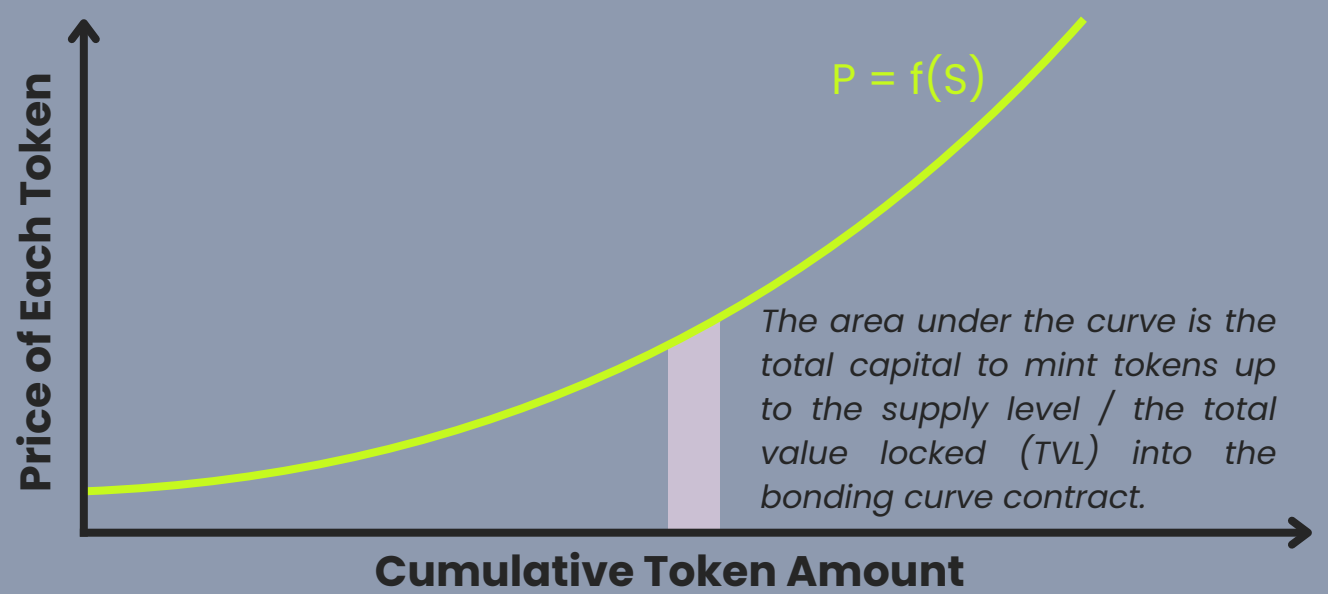 P = f(S)
Price of Each Token
The area under the curve is the
total capital to mint tokens up
to the supply level / the total
value locked (TVL) into the
bonding curve contract.
Cumulative Token Amount